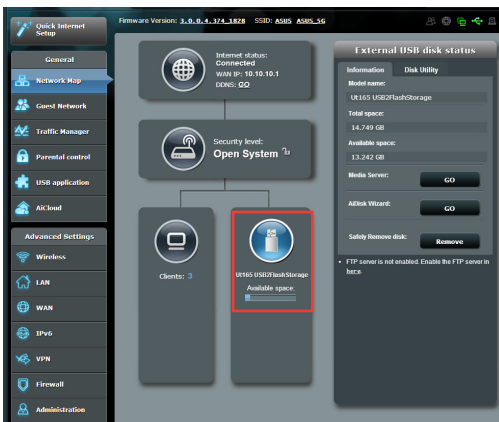 Quick Internet
Setup
Firmware Version: 3.0.0.4.374_1828 SSID: ASUS ASUS_5G
General
Network Map
Guest Network
Traffic Manager
Parental control
USB application
AiCloud
Advanced Settings
Wireless
LAN
WAN
IPv6
VPN
Firewall
Administration
Internet status:
Connected
WAN IP: 10.10.10.1
DDNS: GO
Security level:
Open System
Clients: 3
Ut165 USB2FlashStorage
Available space:
External USB disk status
Information Disk Utility
Model name:
Ut165 USB2FlashStorage
Total space:
14.749 GB
Available space:
13.242 GB
Media Server: GO
AiDisk Wizard: GO
Safely Remove disk: Remove
• FTP server is not enabled. Enable the FTP server in
here.